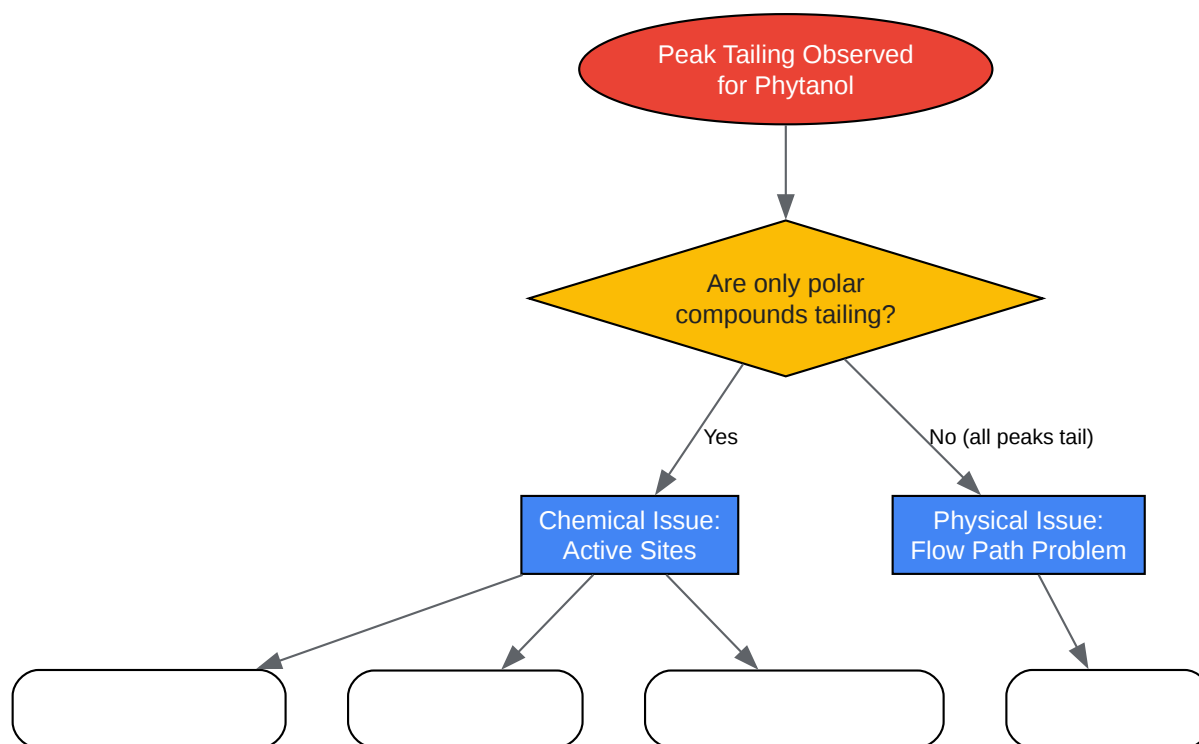 Peak Tailing Observed
for Phytanol
Are only polar
compounds tailing?
Yes
No (all peaks tail)
Chemical Issue:
Active Sites
Physical Issue:
Flow Path Problem